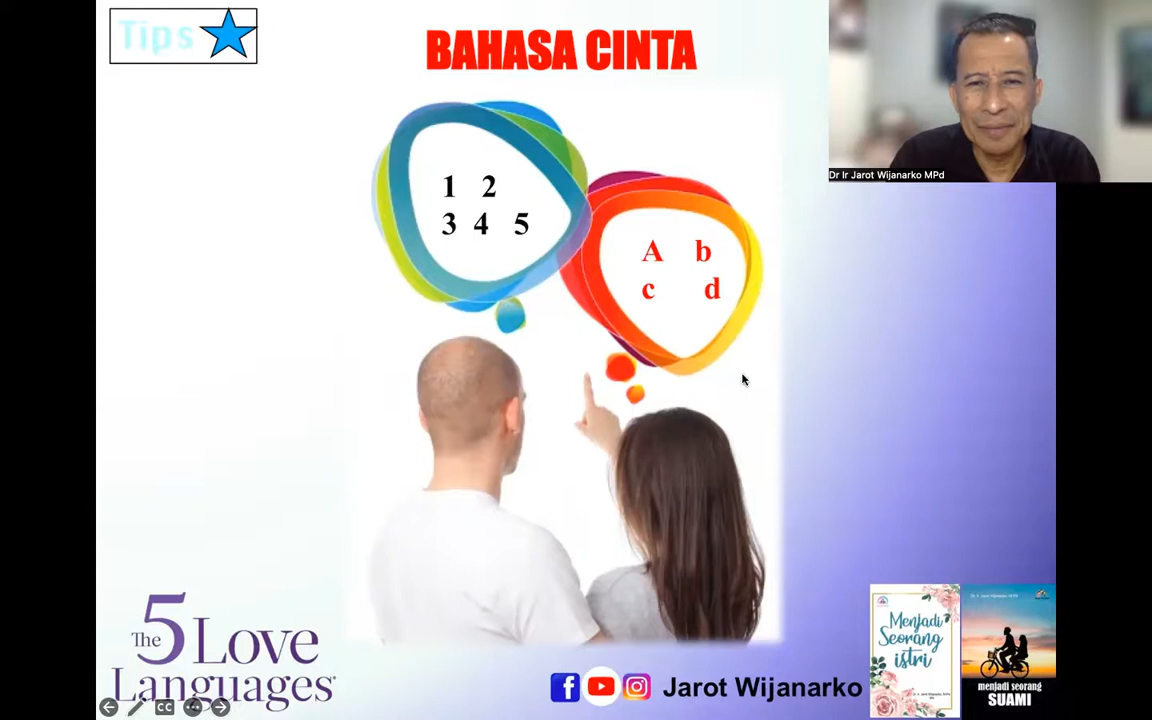 Tips
BAHASA CINTA
Dr Ir Jarot Wijanarko MPd
1 2
3 4 5
A b
c d
The 5 Love
Languages
CC
Jarot Wijanarko
Menjadi
Seorang
istri
menjadi seorang
SUAMI